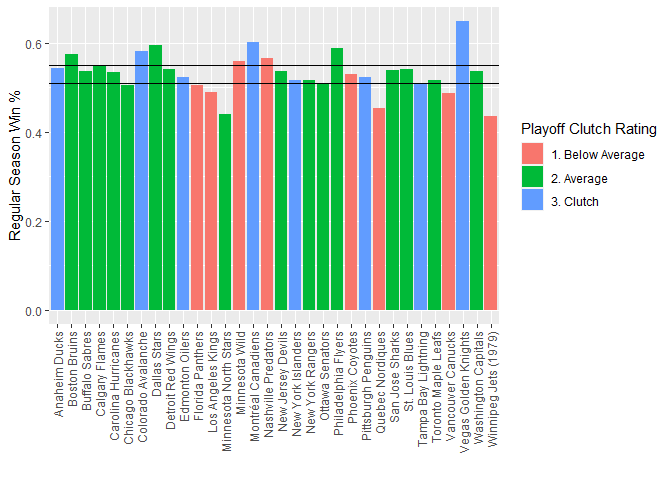 Regular Season Win %
0.6
0.4
0.2
0.0
Anaheim Ducks
Boston Bruins
Buffalo Sabres
Calgary Flames
Carolina Hurricanes
Chicago Blackhawks
Colorado Avalanche
Dallas Stars
Detroit Red Wings
Edmonton Oilers
Florida Panthers
Los Angeles Kings
Minnesota North Stars
Minnesota Wild
Montréal Canadiens
Nashville Predators
New Jersey Devils
New York Islanders
New York Rangers
Ottawa Senators
Philadelphia Flyers
Phoenix Coyotes
Pittsburgh Penguins
Quebec Nordiques
San Jose Sharks
St. Louis Blues
Tampa Bay Lightning
Toronto Maple Leafs
Vancouver Canucks
Vegas Golden Knights
Washington Capitals
Winnipeg Jets (1979)
Playoff Clutch Rating
1. Below Average
2. Average
3. Clutch